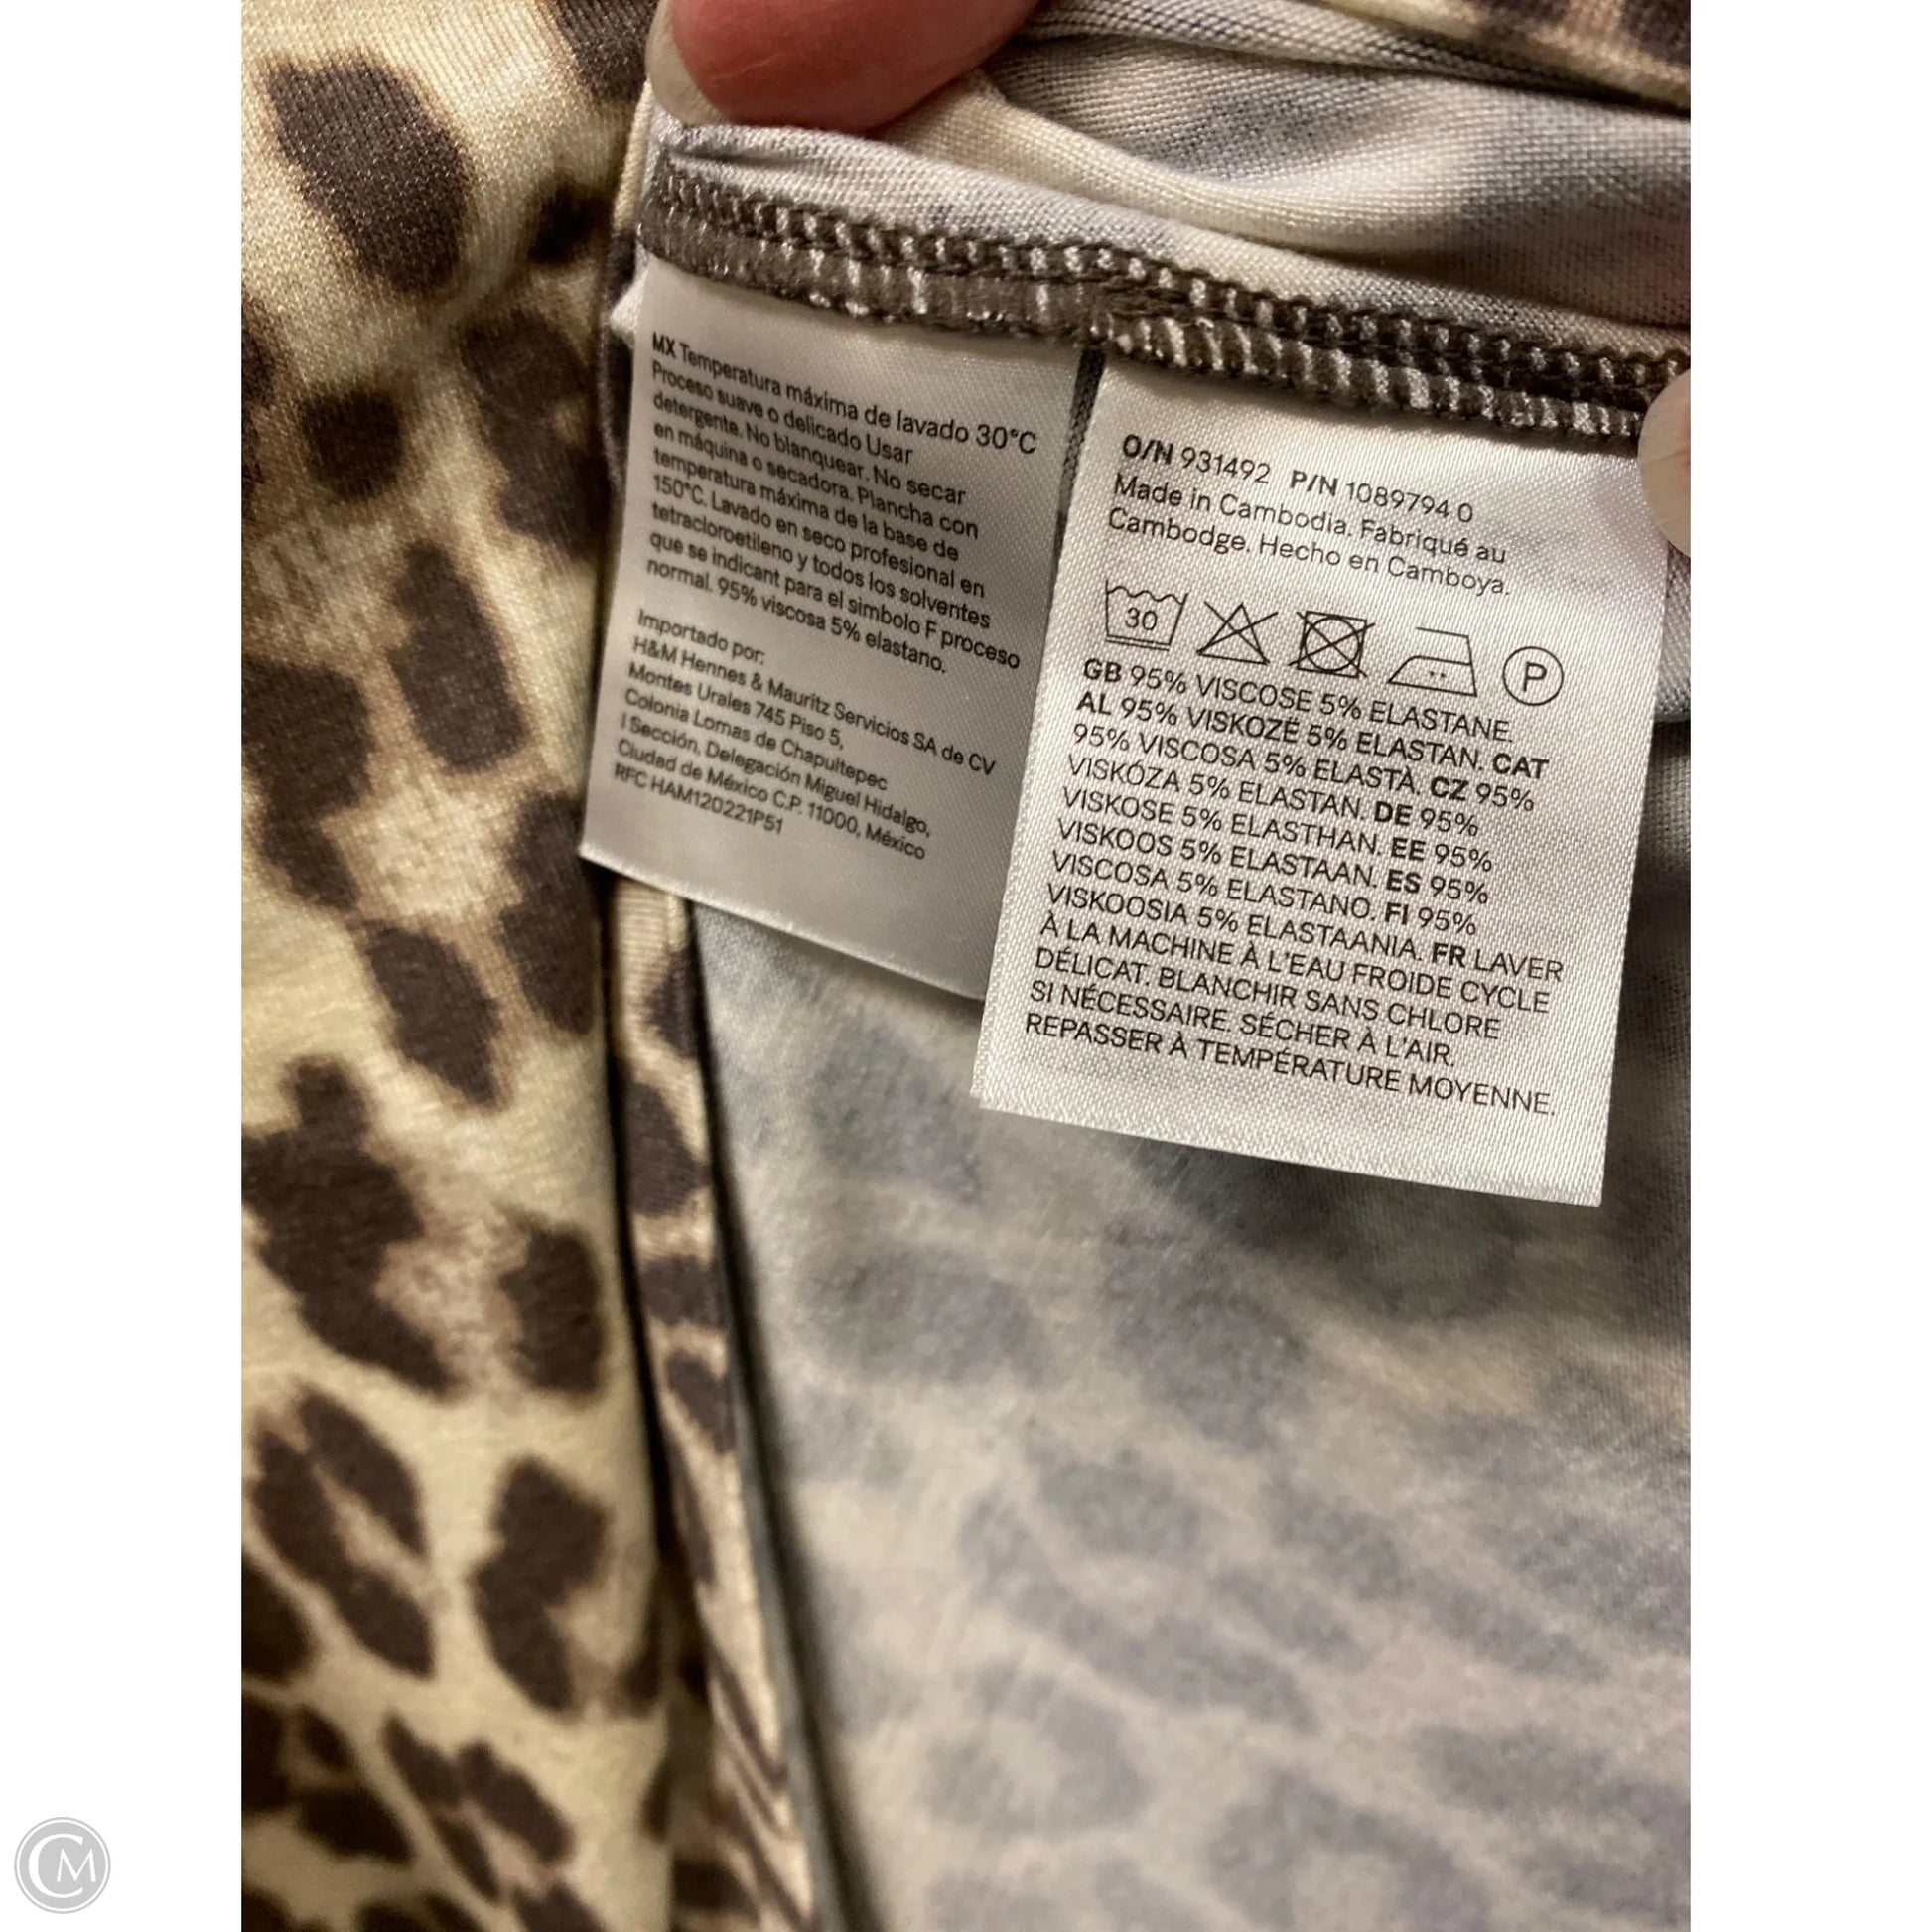 MX Temperatura máxima de lavado 30°C
Proceso suave o delicado Usar
detergente. No blanquear. No secar
en máquina o secadora. Plancha con
temperatura máxima de la base de
150°C. Lavado en seco profesional en
tetracloroetileno y todos los solventes
que se indicant para el simbolo F proceso
normal. 95% viscosa 5% elastano.
Importado por:
H&M Hennes & Mauritz Servicios SA de CV
Montes Urales 745 Piso 5,
Colonia Lomas de Chapultepec
I Sección, Delegación Miguel Hidalgo,
Ciudad de México C.P. 11000, México
RFC HAM120221P51
O/N 931492 P/N 1089794 0
Made in Cambodia. Fabriqué au
Cambodge. Hecho en Camboya.
30
P
GB 95% VISCOSE 5% ELASTANE.
AL 95% VISKOZË 5% ELASTAN. CAT
95% VISCOSA 5% ELASTÀ. CZ 95%
VISKÓZA 5% ELASTAN. DE 95%
VISKOSE 5% ELASTHAN. EE 95%
VISKOOS 5% ELASTAAN. ES 95%
VISCOSA 5% ELASTANO. FI 95%
VISKOOSIA 5% ELASTAANIA. FR LAVER
À LA MACHINE À L'EAU FROIDE CYCLE
DÉLICAT. BLANCHIR SANS CHLORE
SI NÉCESSAIRE. SÉCHER À L'AIR.
REPASSER À TEMPÉRATURE MOYENNE.
CM